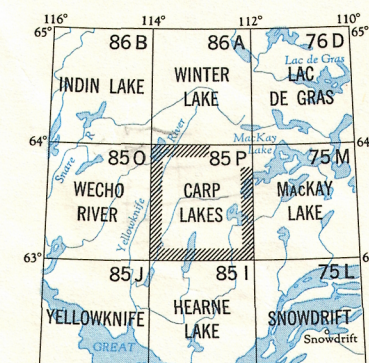 116° 114° 112° 110°
65° 65°
86 B 86 A 76 D
Lac de Gras
INDIN LAKE WINTER LAKE LAC DE GRAS
Snare R River MacKay Lake
64° 64
85 O 85 P 75 M
WECHO RIVER CARP LAKES MacKAY LAKE
Yellowknife
63° 6
85 J 85 I 75 L
YELLOWKNIFE HEARNE LAKE SNOWDRIFT
Snowdrift
GREAT